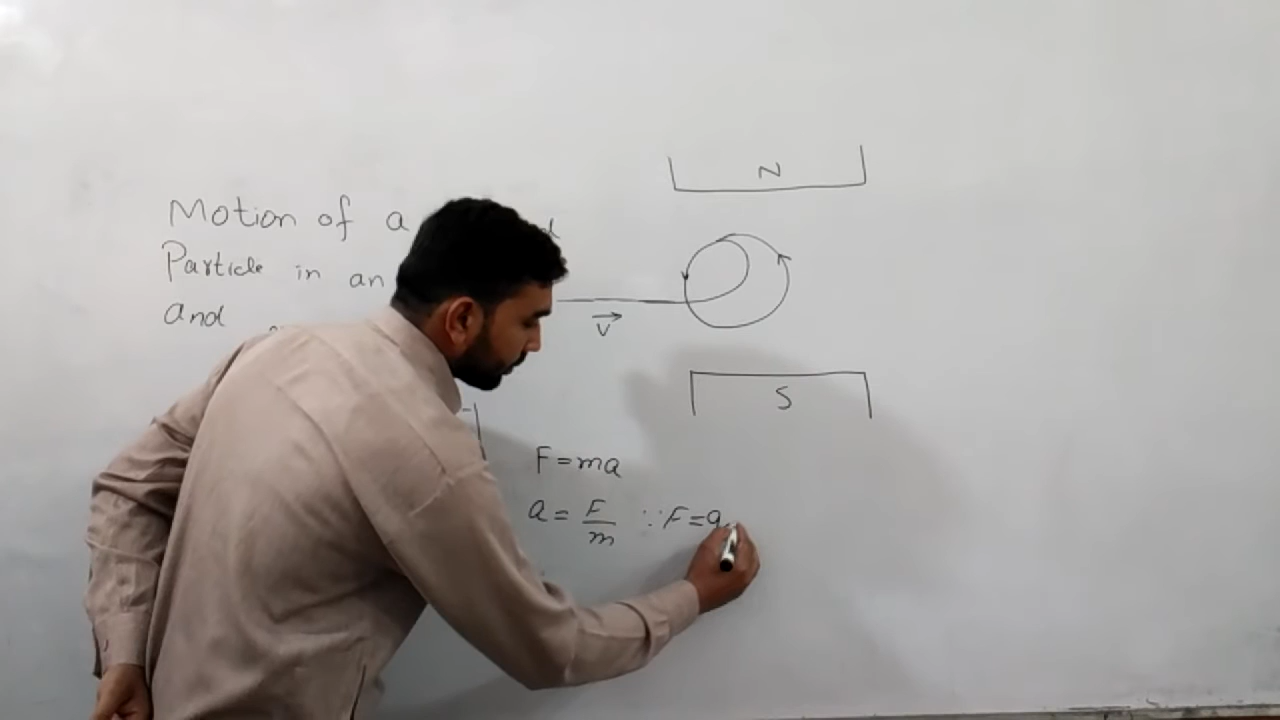 Motion of a
Particle in an
And
N
V
S
F=ma
a = F/m ∵ F=q